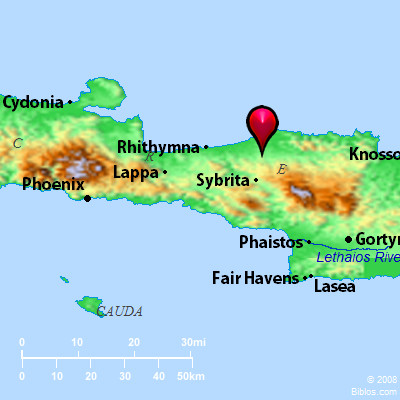 Cydonia
C
Rhithymna
R
Knosso
Lappa
E
Phoenix
Sybrita
Phaistos
Gortyn
Lethaios Rive
Fair Havens
Lasea
CAUDA
0 10 20 30mi
0 10 20 30 40 50km
© 2008
Biblos.com